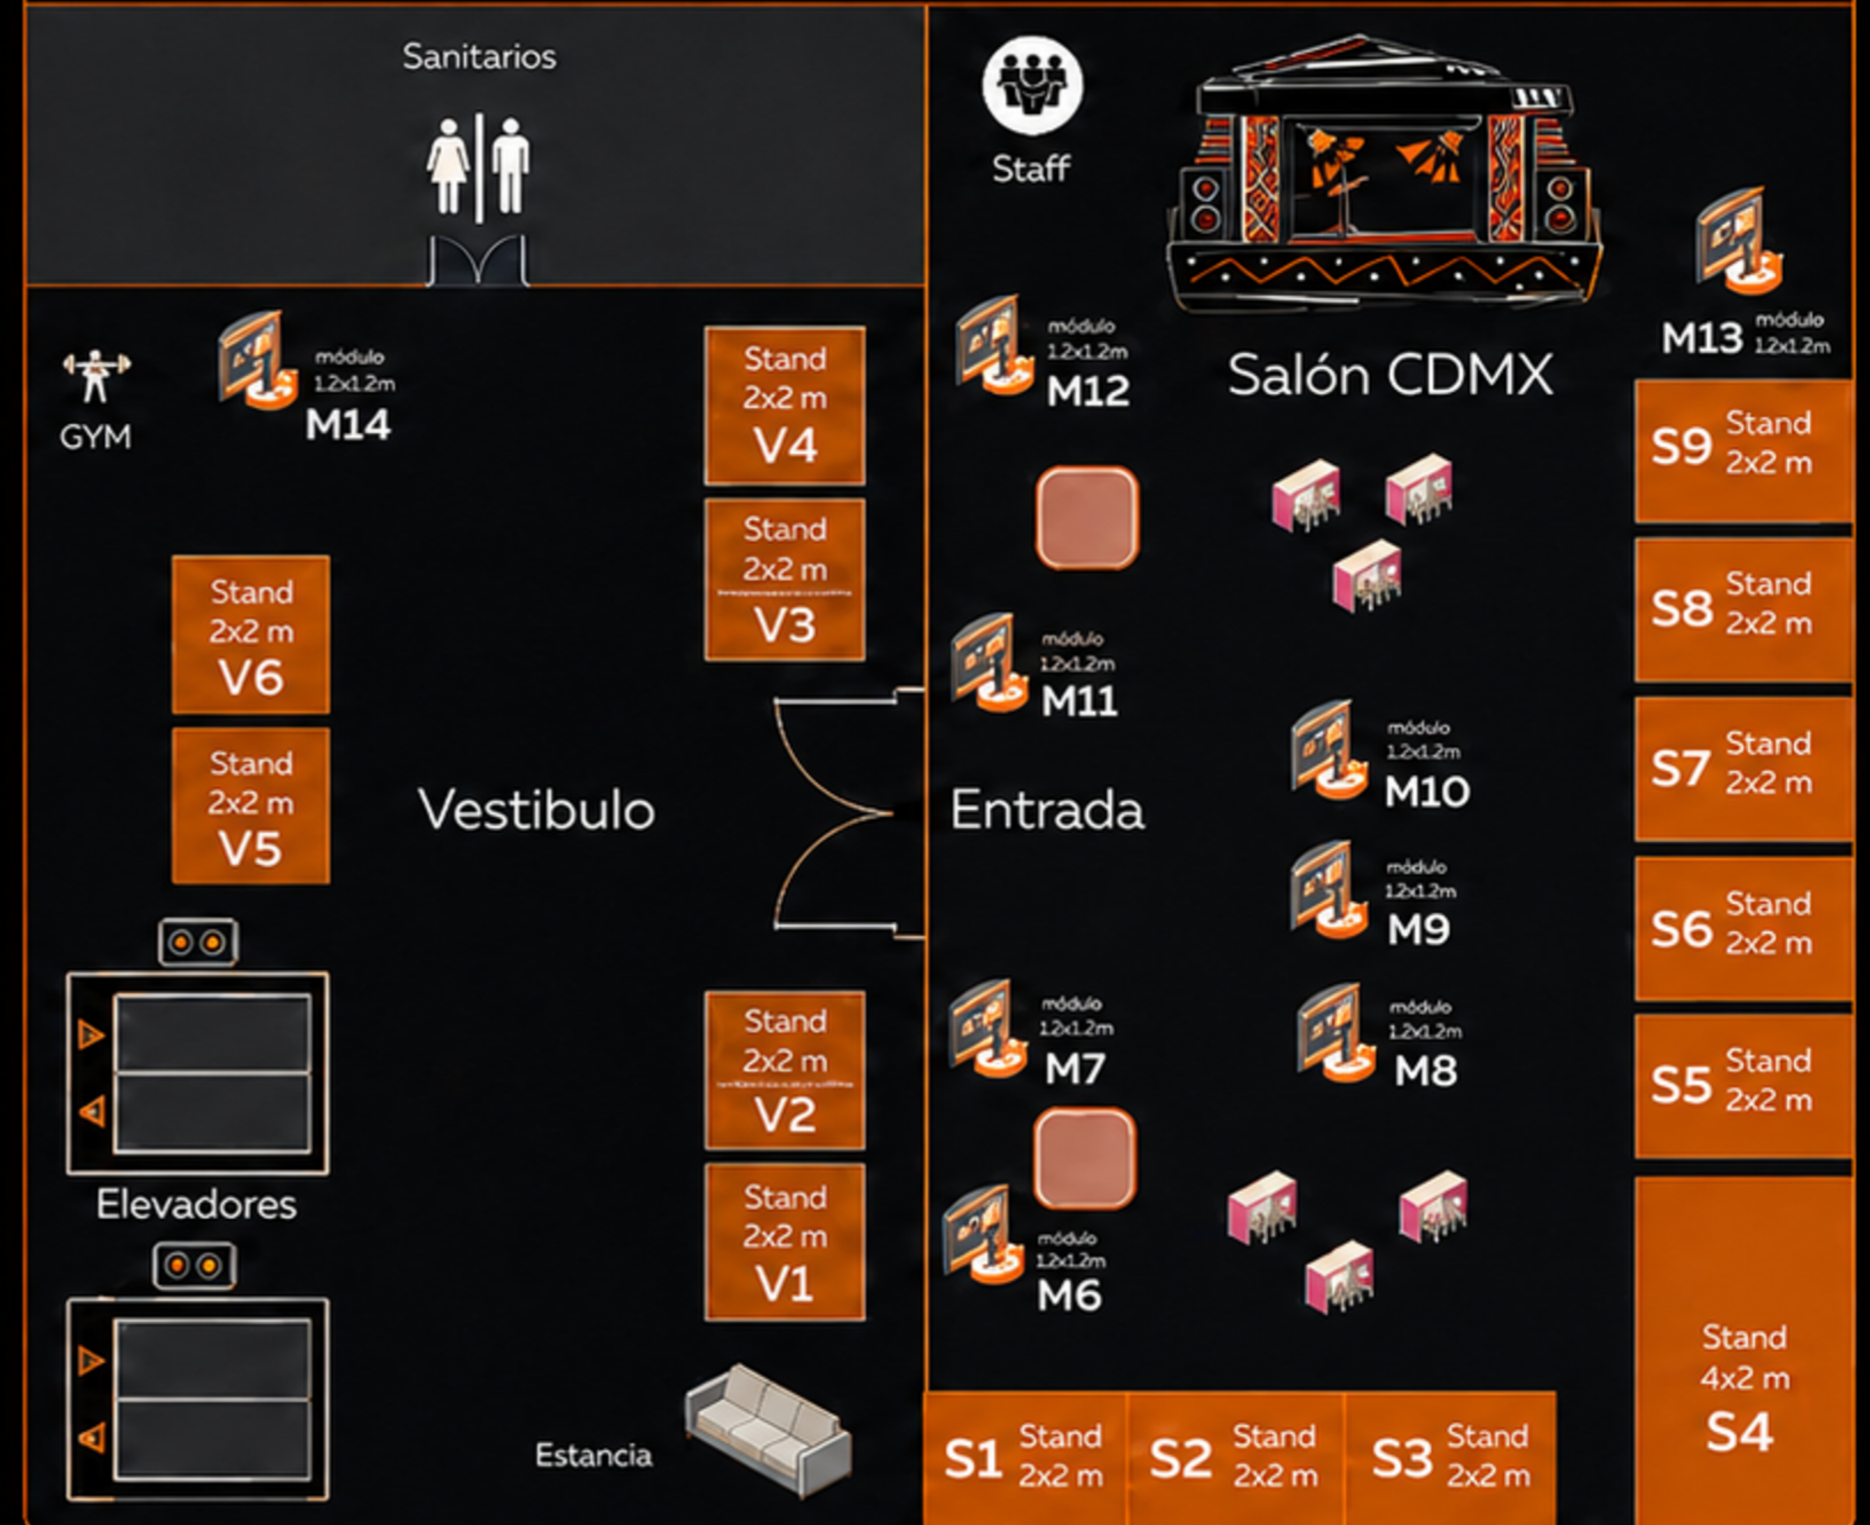 Sanitarios
Staff
GYM
módulo
1.2x1.2m
M14
Stand
2x2 m
V4
Stand
2x2 m
V3
Stand
2x2 m
V6
Stand
2x2 m
V5
Vestibulo
Elevadores
Stand
2x2 m
V2
Stand
2x2 m
V1
Estancia
módulo
1.2x1.2m
M12
Salón CDMX
M13
módulo
1.2x1.2m
módulo
1.2x1.2m
M11
Entrada
módulo
1.2x1.2m
M10
módulo
1.2x1.2m
M9
módulo
1.2x1.2m
M7
módulo
1.2x1.2m
M8
módulo
1.2x1.2m
M6
S9
Stand
2x2 m
S8
Stand
2x2 m
S7
Stand
2x2 m
S6
Stand
2x2 m
S5
Stand
2x2 m
Stand
4x2 m
S4
S1
Stand
2x2 m
S2
Stand
2x2 m
S3
Stand
2x2 m